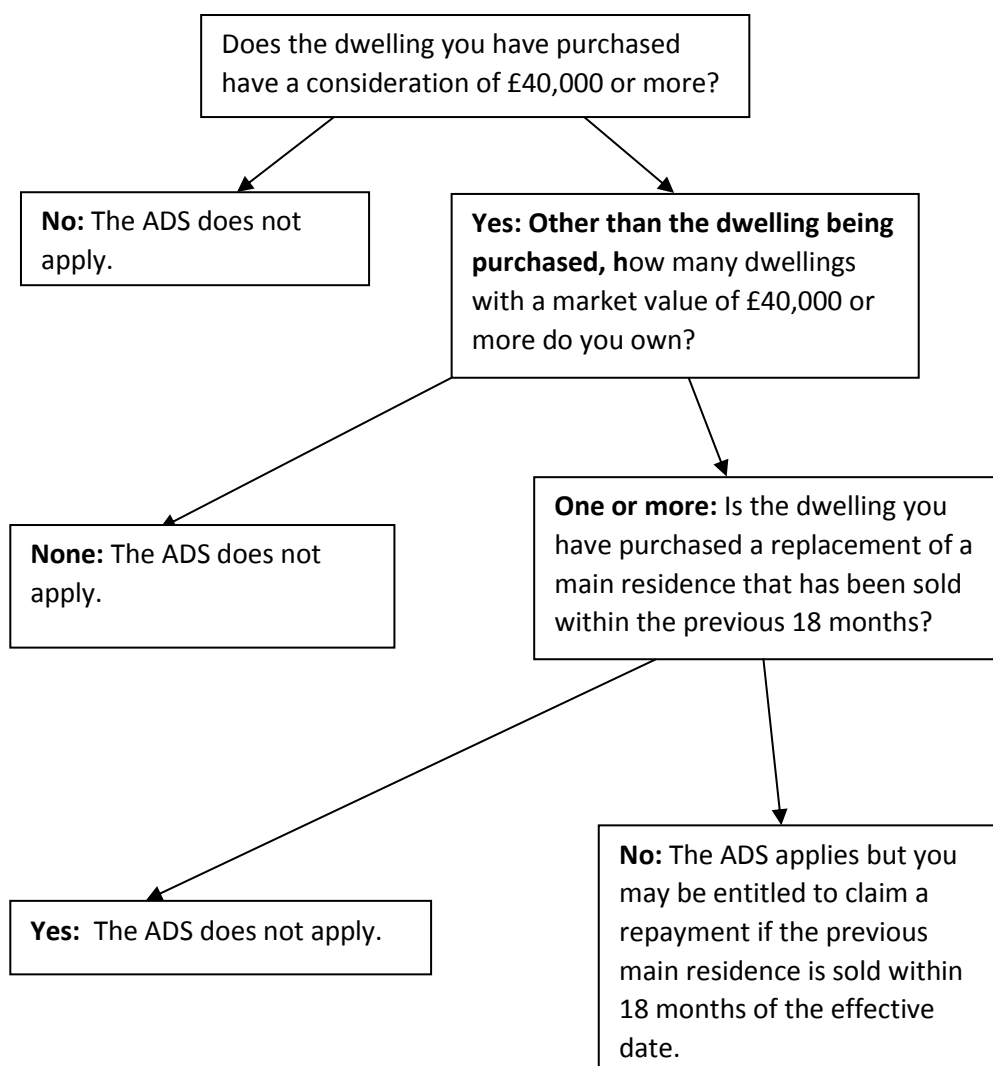 Does the dwelling you have purchased
have a consideration of £40,000 or more?
No: The ADS does not
apply.
Yes: Other than the dwelling being
purchased, how many dwellings
with a market value of £40,000 or
more do you own?
None: The ADS does not
apply.
One or more: Is the dwelling you
have purchased a replacement of a
main residence that has been sold
within the previous 18 months?
Yes:  The ADS does not apply.
No: The ADS applies but you
may be entitled to claim a
repayment if the previous
main residence is sold within
18 months of the effective
date.